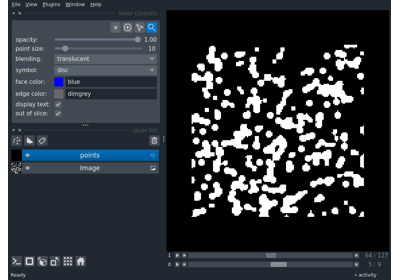 File View Plugins Window Help
layer controls
opacity: 1.00
point size: 10
blending: translucent
symbol: disc
face color: blue
edge color: dimgrey
display text:
out of slice:
layer list
points
Image
1 64 127
0 5 9
Ready activity